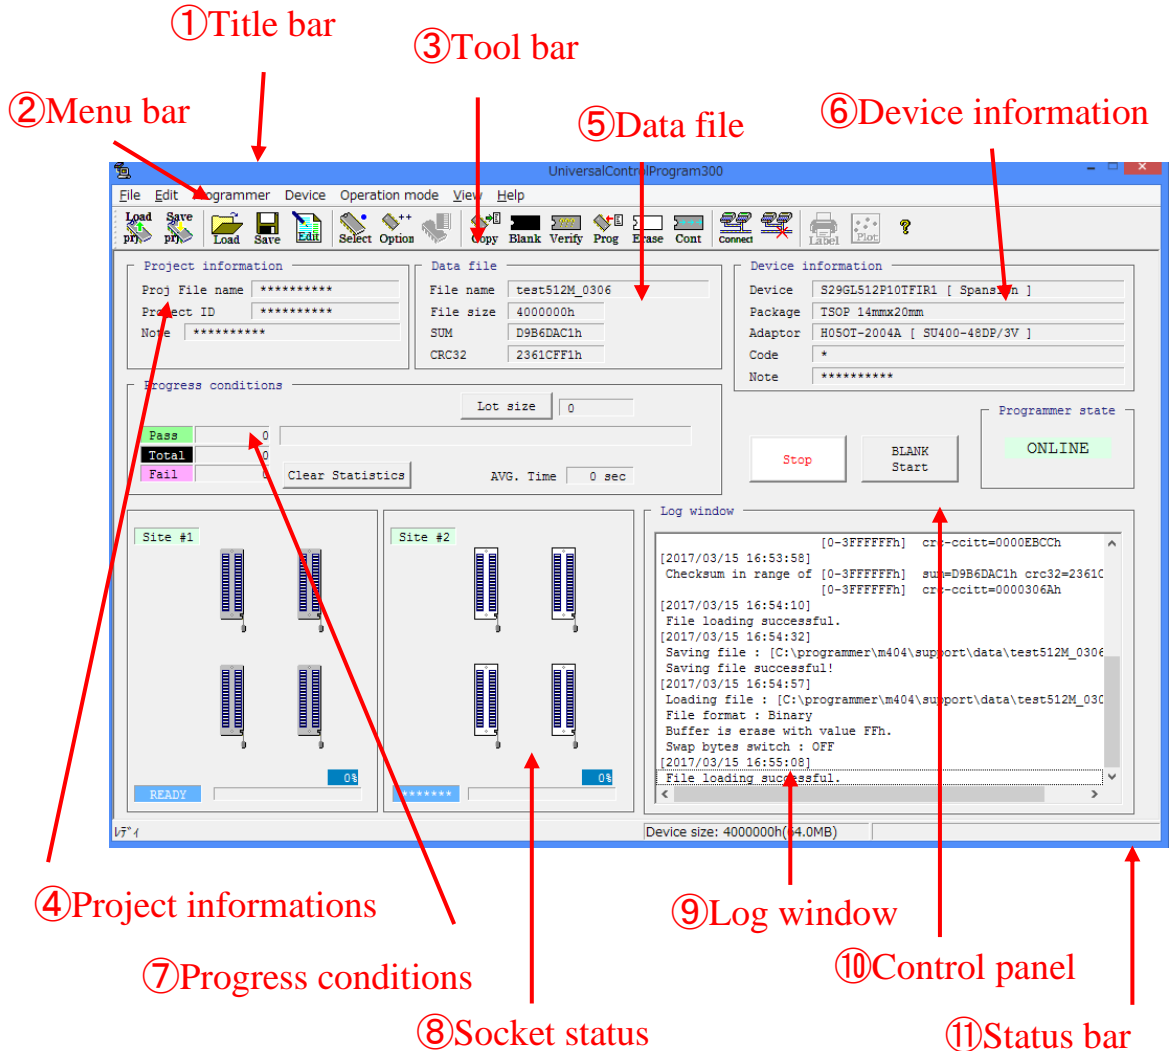 ①Title bar
③Tool bar
②Menu bar
⑤Data file
⑥Device information
UniversalControlProgram300
File Edit Programmer Device Operation mode View Help
Load prj Save prj Load Save Edit Select Option Copy Blank Verify Prog Erase Cont Connect Label Plot
Project information
Proj File name **********
Project ID **********
Note **********
Data file
File name test512M_0306
File size 4000000h
SUM D9B6DAC1h
CRC32 2361CFF1h
Device information
Device S29GL512P10TFIR1 [ Spansion ]
Package TSOP 14mmx20mm
Adaptor H05OT-2004A [ SU400-48DP/3V ]
Code *
Note **********
Progress conditions
Lot size 0
Pass 0
Total 0
Fail 0 Clear Statistics AVG. Time 0 sec
Stop
BLANK
Start
Programmer state
ONLINE
Site #1
0%
READY
Site #2
0%
*******
Log window
[0-3FFFFFFh] crc-ccitt=0000EBCCh
[2017/03/15 16:53:58]
Checksum in range of [0-3FFFFFFh] sum=D9B6DAC1h crc32=2361C
[0-3FFFFFFh] crc-ccitt=0000306Ah
[2017/03/15 16:54:10]
File loading successful.
[2017/03/15 16:54:32]
Saving file : [C:\programmer\m404\support\data\test512M_0306
Saving file successful!
[2017/03/15 16:54:57]
Loading file : [C:\programmer\m404\support\data\test512M_030
File format : Binary
Buffer is erase with value FFh.
Swap bytes switch : OFF
[2017/03/15 16:55:08]
File loading successful.
ﾚﾃﾞｨ
Device size: 4000000h(64.0MB)
④Project informations
⑨Log window
⑦Progress conditions
⑩Control panel
⑧Socket status
⑪Status bar